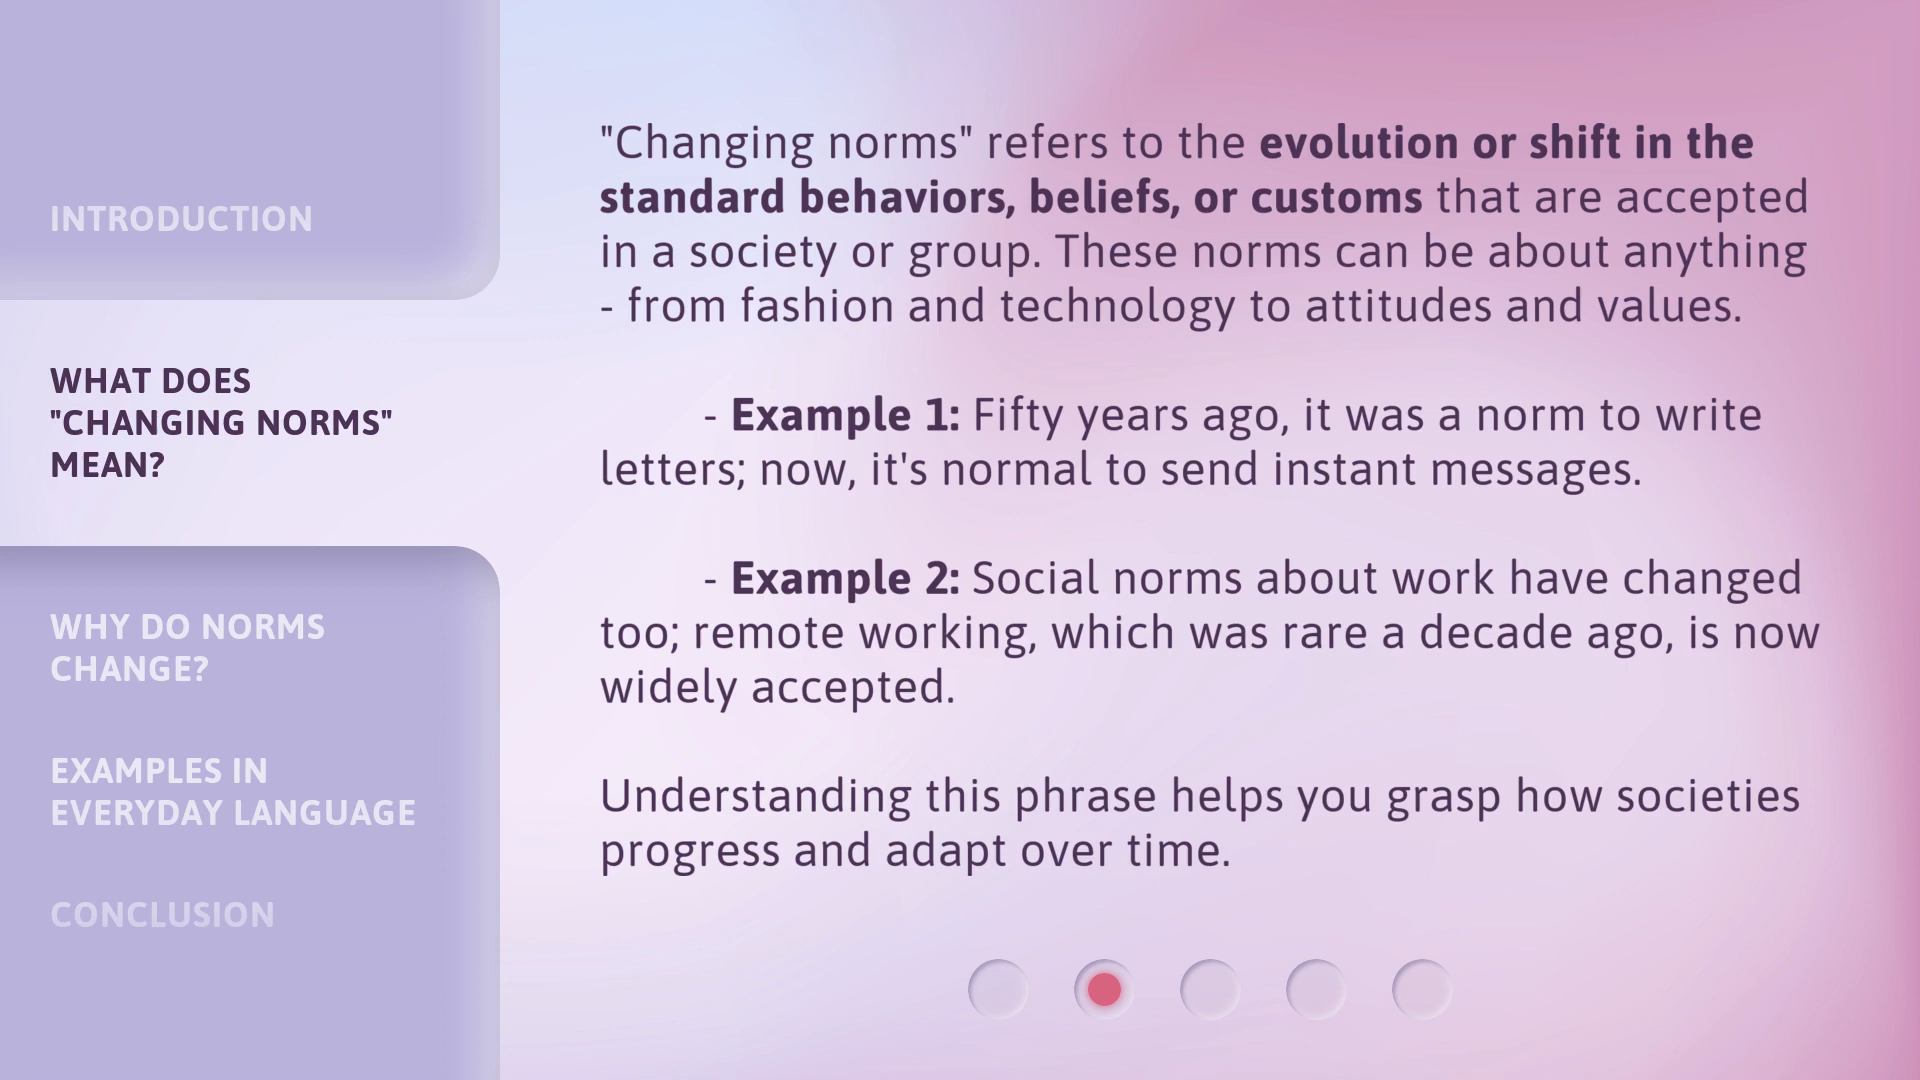 INTRODUCTION
WHAT DOES
"CHANGING NORMS"
MEAN?
WHY DO NORMS
CHANGE?
EXAMPLES IN
EVERYDAY LANGUAGE
CONCLUSION
"Changing norms" refers to the evolution or shift in the
standard behaviors, beliefs, or customs that are accepted
in a society or group. These norms can be about anything
- from fashion and technology to attitudes and values.
- Example 1: Fifty years ago, it was a norm to write
letters; now, it's normal to send instant messages.
- Example 2: Social norms about work have changed
too; remote working, which was rare a decade ago, is now
widely accepted.
Understanding this phrase helps you grasp how societies
progress and adapt over time.